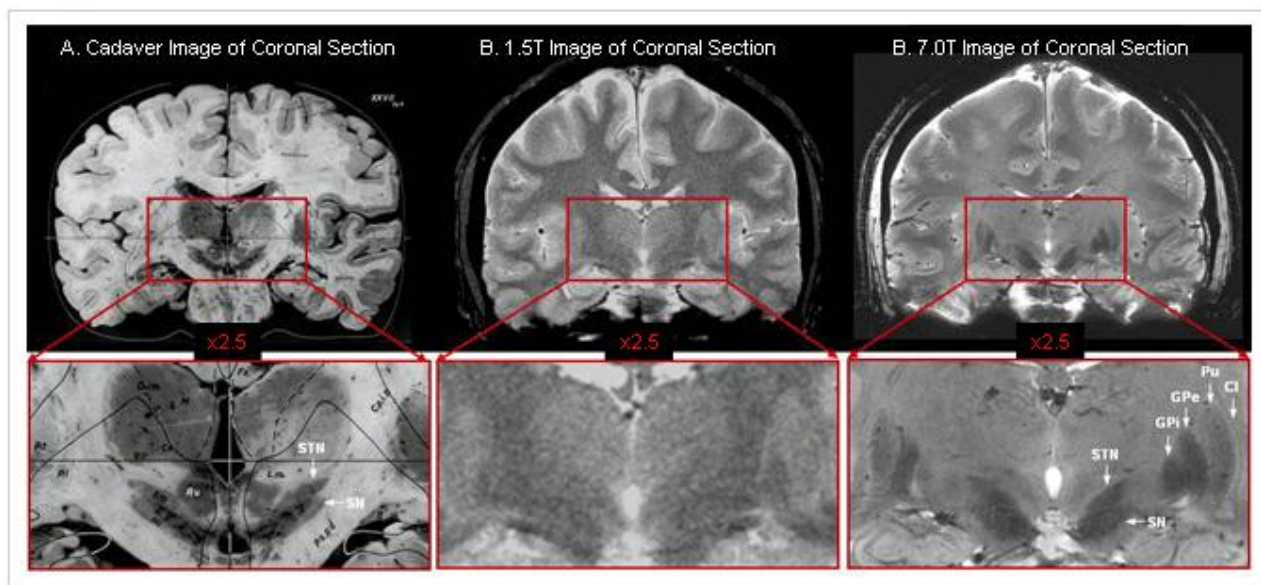 A. Cadaver Image of Coronal Section
B. 1.5T Image of Coronal Section
B. 7.0T Image of Coronal Section
x2.5
x2.5
x2.5
STN
SN
Pu
Cl
GPe
GPi
STN
SN